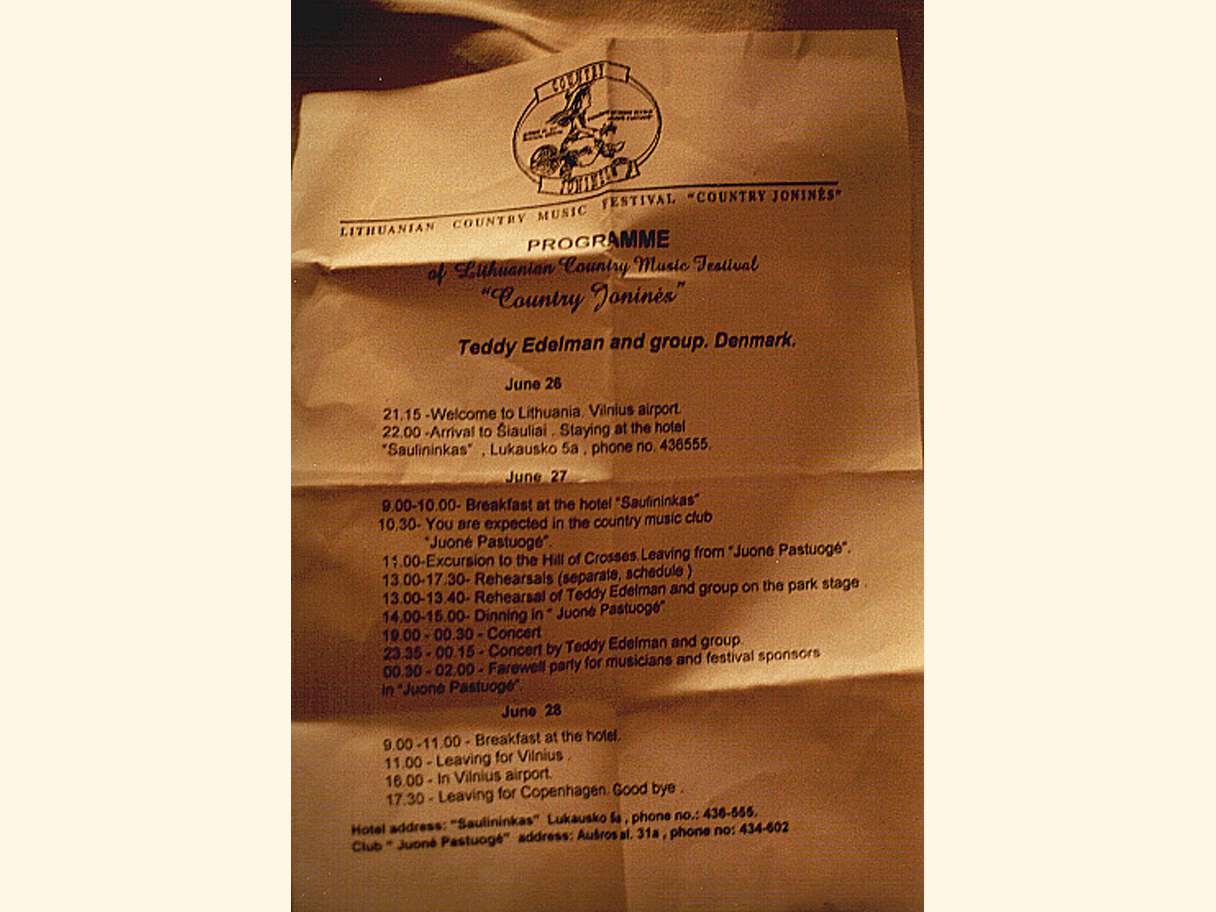 COUNTRY
JONINĖS
LITHUANIAN COUNTRY MUSIC FESTIVAL "COUNTRY JONINĖS"
PROGRAMME
of Lithuanian Country Music Festival
"Country Joninės"
Teddy Edelman and group. Denmark.
June 26
21.15 -Welcome to Lithuania. Vilnius airport.
22.00 -Arrival to Šiauliai . Staying at the hotel
"Saulininkas" , Lukausko 5a , phone no. 436555.
June 27
9.00-10.00- Breakfast at the hotel "Saulininkas"
10.30- You are expected in the country music club
"Juonė Pastuogė".
11.00-Excursion to the Hill of Crosses.Leaving from "Juonė Pastuogė".
13.00-17.30- Rehearsals (separate, schedule )
13.00-13.40- Rehearsal of Teddy Edelman and group on the park stage .
14.00-15.00- Dinning in " Juonė Pastuogė"
19.00 - 00.30 - Concert
23.35 - 00.15 - Concert by Teddy Edelman and group.
00.30 - 02.00 - Farewell party for musicians and festival sponsors
in "Juonė Pastuogė".
June 28
9.00 -11.00 - Breakfast at the hotel.
11.00 - Leaving for Vilnius .
16.00 - In Vilnius airport.
17.30 - Leaving for Copenhagen. Good bye .
Hotel address: "Saulininkas" Lukausko 5a , phone no.: 436-555.
Club " Juonė Pastuogė" address: Aušros al. 31a , phone no: 434-602